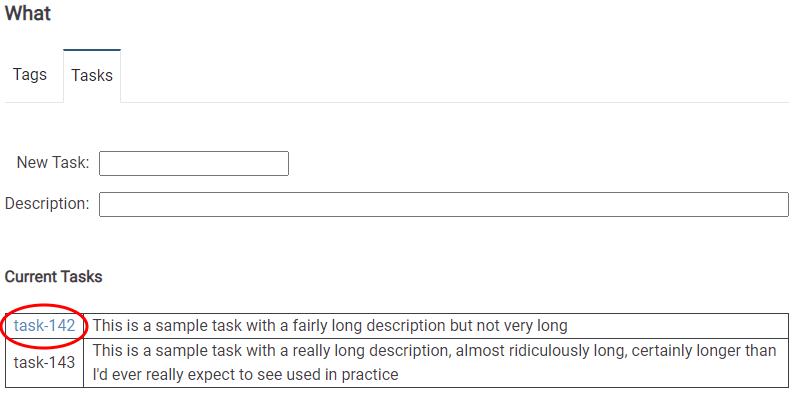 What
Tags
Tasks
New Task:
Description:
Current Tasks
task-142
This is a sample task with a fairly long description but not very long
task-143
This is a sample task with a really long description, almost ridiculously long, certainly longer than
I'd ever really expect to see used in practice